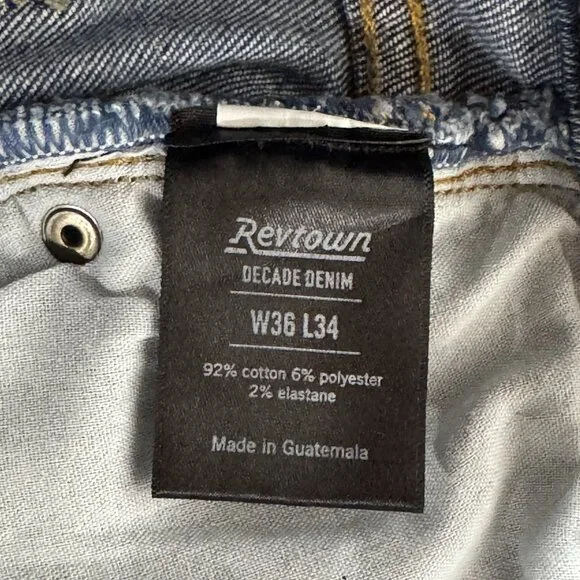 Revtown
DECADE DENIM
W36 L34
92% cotton 6% polyester
2% elastane
Made in Guatemala